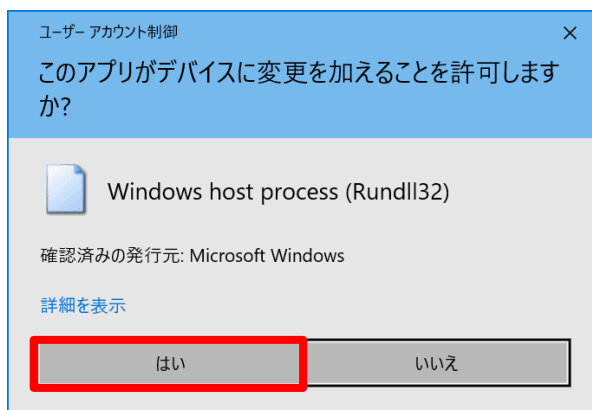 ユーザー アカウント制御
このアプリがデバイスに変更を加えることを許可します
か?
Windows host process (Rundll32)
確認済みの発行元: Microsoft Windows
詳細を表示
はい
いいえ